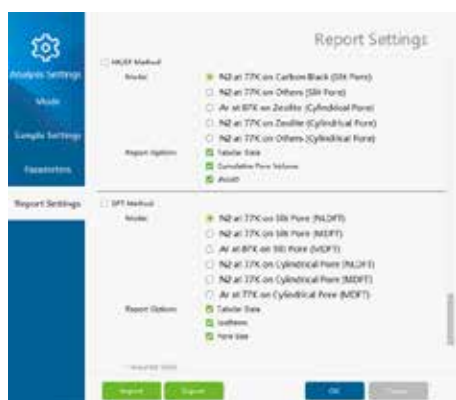 Report Settings
Analysis Settings
Mode
Sample Settings
Parameters
Report Settings
Method
Model
N2 at 77K on Carbon Black (Slit Pore)
N2 at 77K on Others (Slit Pore)
Ar at 87K on Zeolite (Cylindrical Pore)
N2 at 77K on Zeolite (Cylindrical Pore)
N2 at 77K on Others (Cylindrical Pore)
Report Option
Tabular Data
Cumulative Pore Volume
DFT Method
Model
N2 at 77K on Slit Pore (NLDFT)
N2 at 77K on Slit Pore (MDFT)
Ar at 87K on Slit Pore (MDFT)
N2 at 77K on Cylindrical Pore (NLDFT)
N2 at 77K on Cylindrical Pore (MDFT)
Ar at 77K on Cylindrical Pore (MDFT)
Report Option
Tabular Data
Isotherm
Pore Size
Import
Export
OK